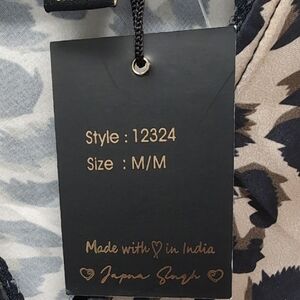 Style : 12324
Size : M/M
Made with ♡ in India
Japna Singh